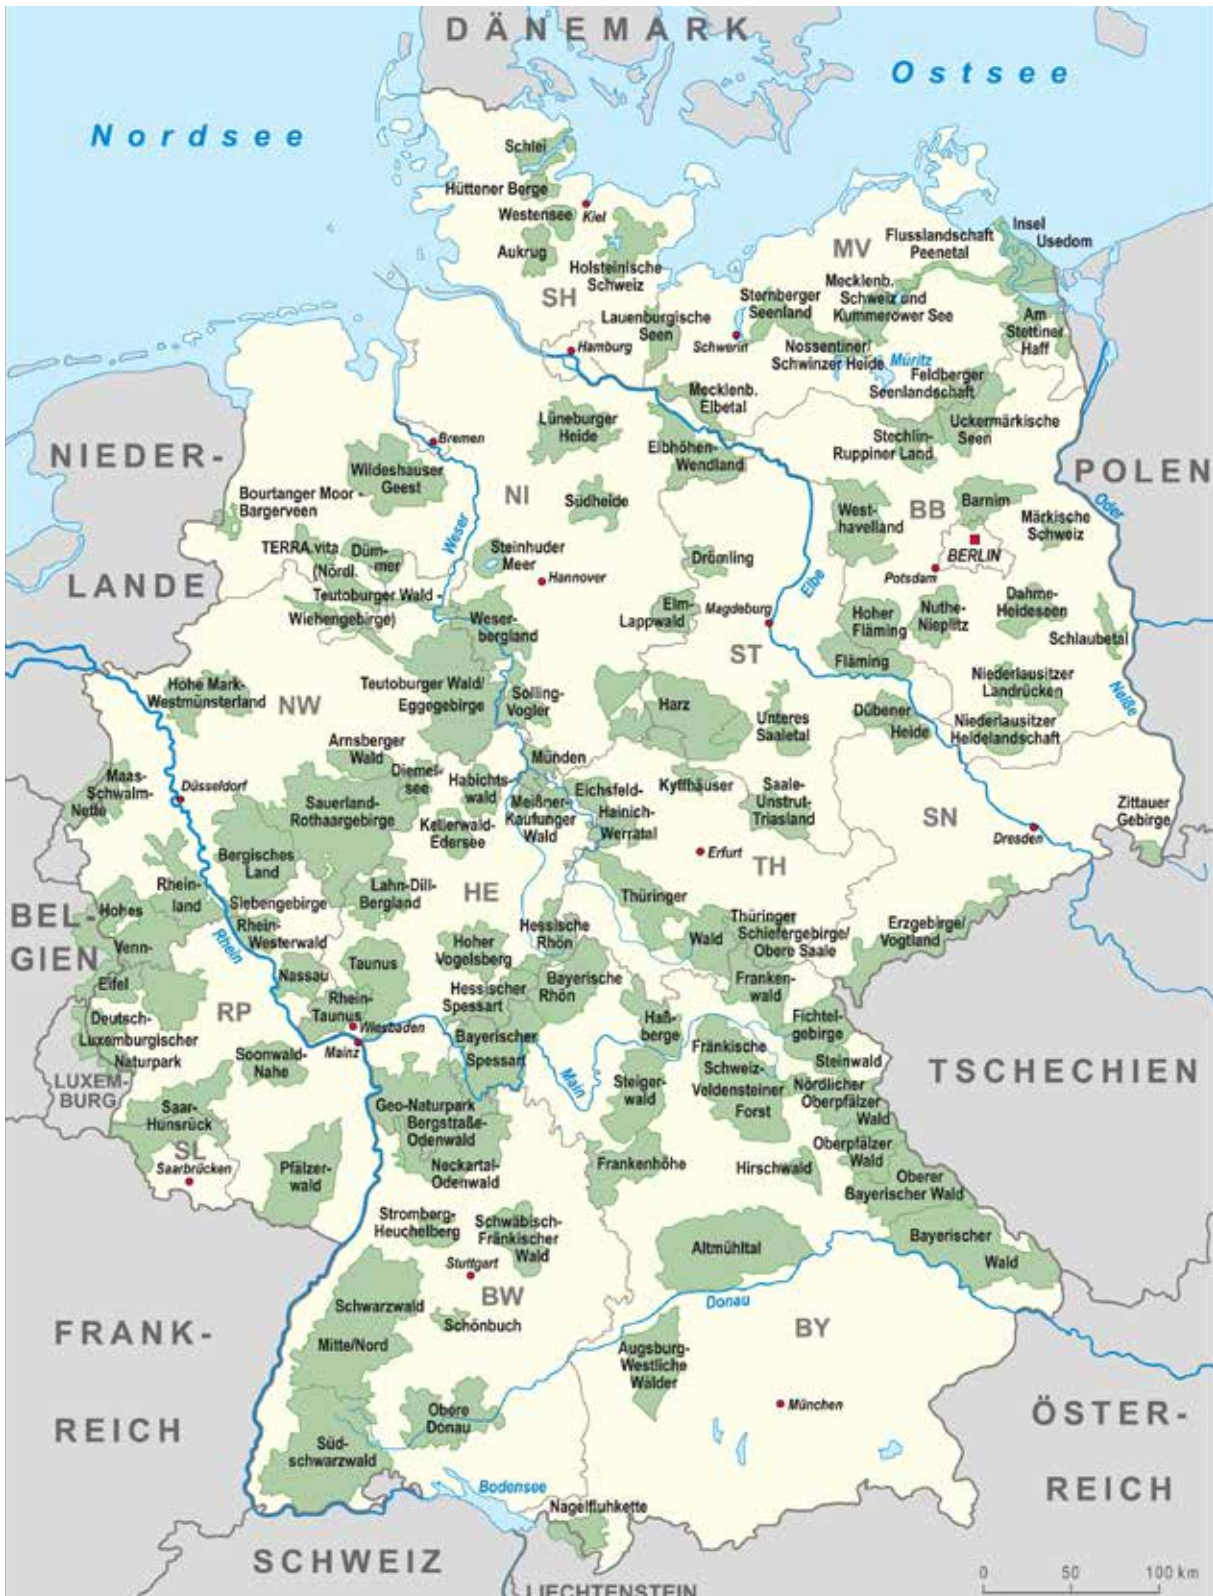 DÄNEMARK
Ostsee
Nordsee
Schlei
Hüttener Berge
Westensee
Kiel
Aukrug
Holsteinische
Schweiz
SH
MV
Flusslandschaft
Peenetal
Insel
Usedom
Mecklenb.
Schweiz und
Kummerower See
Sternberger
Seenland
Am
Stettiner
Haff
Lauenburgische
Seen
Schwerin
Hamburg
Nossentiner/
Schwinzer Heide
Müritz
Feldberger
Seenlandschaft
Mecklenb.
Elbetal
Lüneburger
Heide
Uckermärkische
Seen
Stechlin-
Ruppiner Land
Elbhöhen-
Wendland
Bremen
NIEDER-
LANDE
POLEN
Wildeshauser
Geest
Bourtanger Moor -
Bargerveen
NI
Südheide
West-
havelland
BB
Barnim
Märkische
Schweiz
Oder
Weser
TERRA.vita
(Nördl.
Teutoburger Wald -
Wiehengebirge)
Düm-
mer
Steinhuder
Meer
Hannover
Drömling
BERLIN
Potsdam
Elbe
Elm-
Lappwald
Magdeburg
Hoher
Fläming
Nuthe-
Nieplitz
Dahme-
Heideseen
Schlaubetal
Weser-
bergland
ST
Fläming
Niederlausitzer
Landrücken
Neiße
Hohe Mark-
Westmünsterland
NW
Teutoburger Wald/
Eggegebirge
Solling-
Vogler
Harz
Unteres
Saaletal
Dübener
Heide
Niederlausitzer
Heidelandschaft
Arnsberger
Wald
Diemel-
see
Habichts-
wald
Münden
Maas-
Schwalm-
Nette
Düsseldorf
Sauerland-
Rothaargebirge
Kellerwald-
Edersee
Meißner-
Kaufunger
Wald
Eichsfeld-
Hainich-
Werratal
Kyffhäuser
Saale-
Unstrut-
Triasland
SN
Zittauer
Gebirge
Dresden
Bergisches
Land
Erfurt
TH
BEL-
GIEN
Rhein-
land
Siebengebirge
Lahn-Dill-
Bergland
HE
Thüringer
Wald
Thüringer
Schiefergebirge/
Obere Saale
Erzgebirge/
Vogtland
Hohes
Venn-
Eifel
Rhein
Rhein-
Westerwald
Hoher
Vogelsberg
Hessische
Rhön
Nassau
Taunus
Bayerische
Rhön
Franken-
wald
Hessischer
Spessart
RP
Rhein-
Taunus
Wiesbaden
Mainz
Deutsch-
Luxemburgischer
Naturpark
LUXEM-
BURG
Soonwald-
Nahe
Bayerischer
Spessart
Main
Haß-
berge
Fichtel-
gebirge
Steinwald
Fränkische
Schweiz-
Veldensteiner
Forst
TSCHECHIEN
Steiger-
wald
Nördlicher
Oberpfälzer
Wald
Saar-
Hunsrück
SL
Saarbrücken
Geo-Naturpark
Bergstraße-
Odenwald
Neckartal-
Odenwald
Pfälzer-
wald
Frankenhöhe
Hirschwald
Oberpfälzer
Wald
Oberer
Bayerischer Wald
Stromberg-
Heuchelberg
Schwäbisch-
Fränkischer
Wald
Altmühltal
Bayerischer
Wald
Stuttgart
BW
Donau
Schwarzwald
Mitte/Nord
Schönbuch
BY
FRANK-
REICH
Augsburg-
Westliche
Wälder
München
ÖSTER-
REICH
Obere
Donau
Süd-
schwarzwald
Bodensee
Nagelfluhkette
SCHWEIZ
LIECHTENSTEIN
0 50 100 km